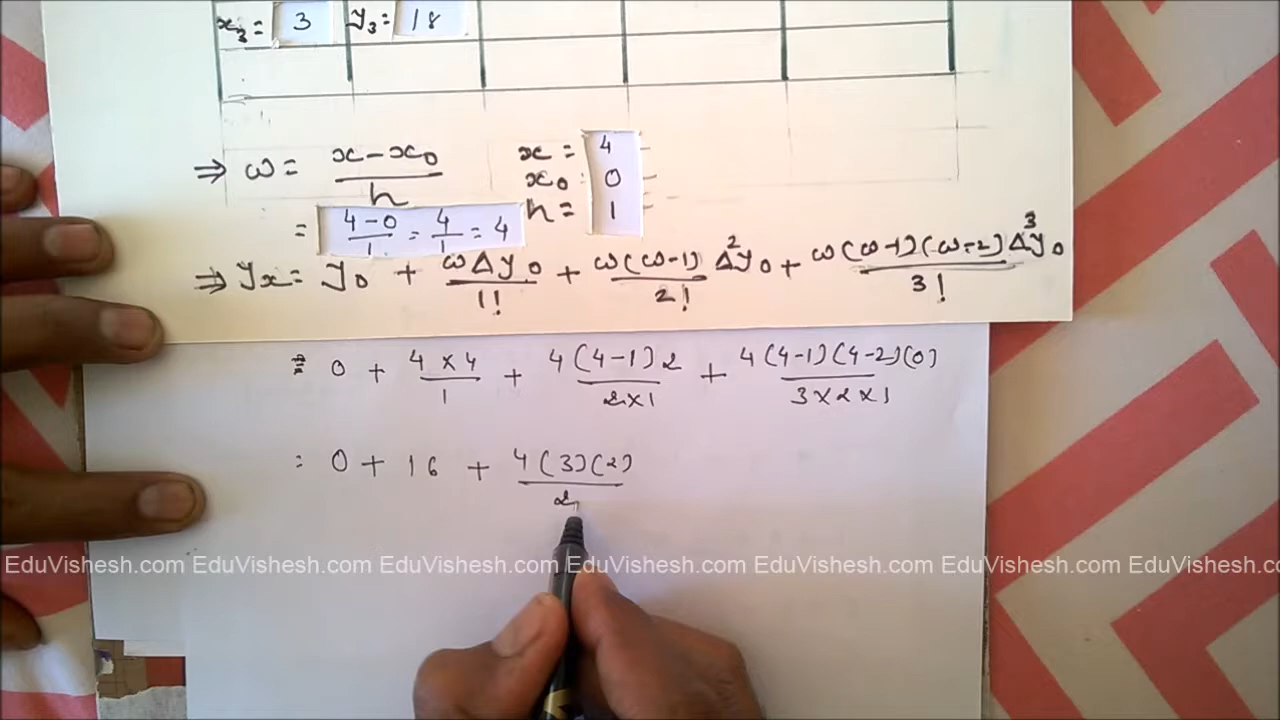 x₃ = 3 y₃ = 18
⇒ ω = (x - x₀)/h x = 4
x₀ = 0
h = 1
= (4-0)/1 = 4/1 = 4
⇒ yx = y₀ + ωΔy₀/1! + ω(ω-1)/2! Δ²y₀ + ω(ω-1)(ω-2)Δ³y₀/3!
= 0 + (4×4)/1 + 4(4-1)2/(2×1) + 4(4-1)(4-2)(0)/(3×2×1)
= 0 + 16 + 4(3)(2)/2
EduVishesh.com EduVishesh.com EduVishesh.com EduVishesh.com EduVishesh.com EduVishesh.com EduVishesh.com